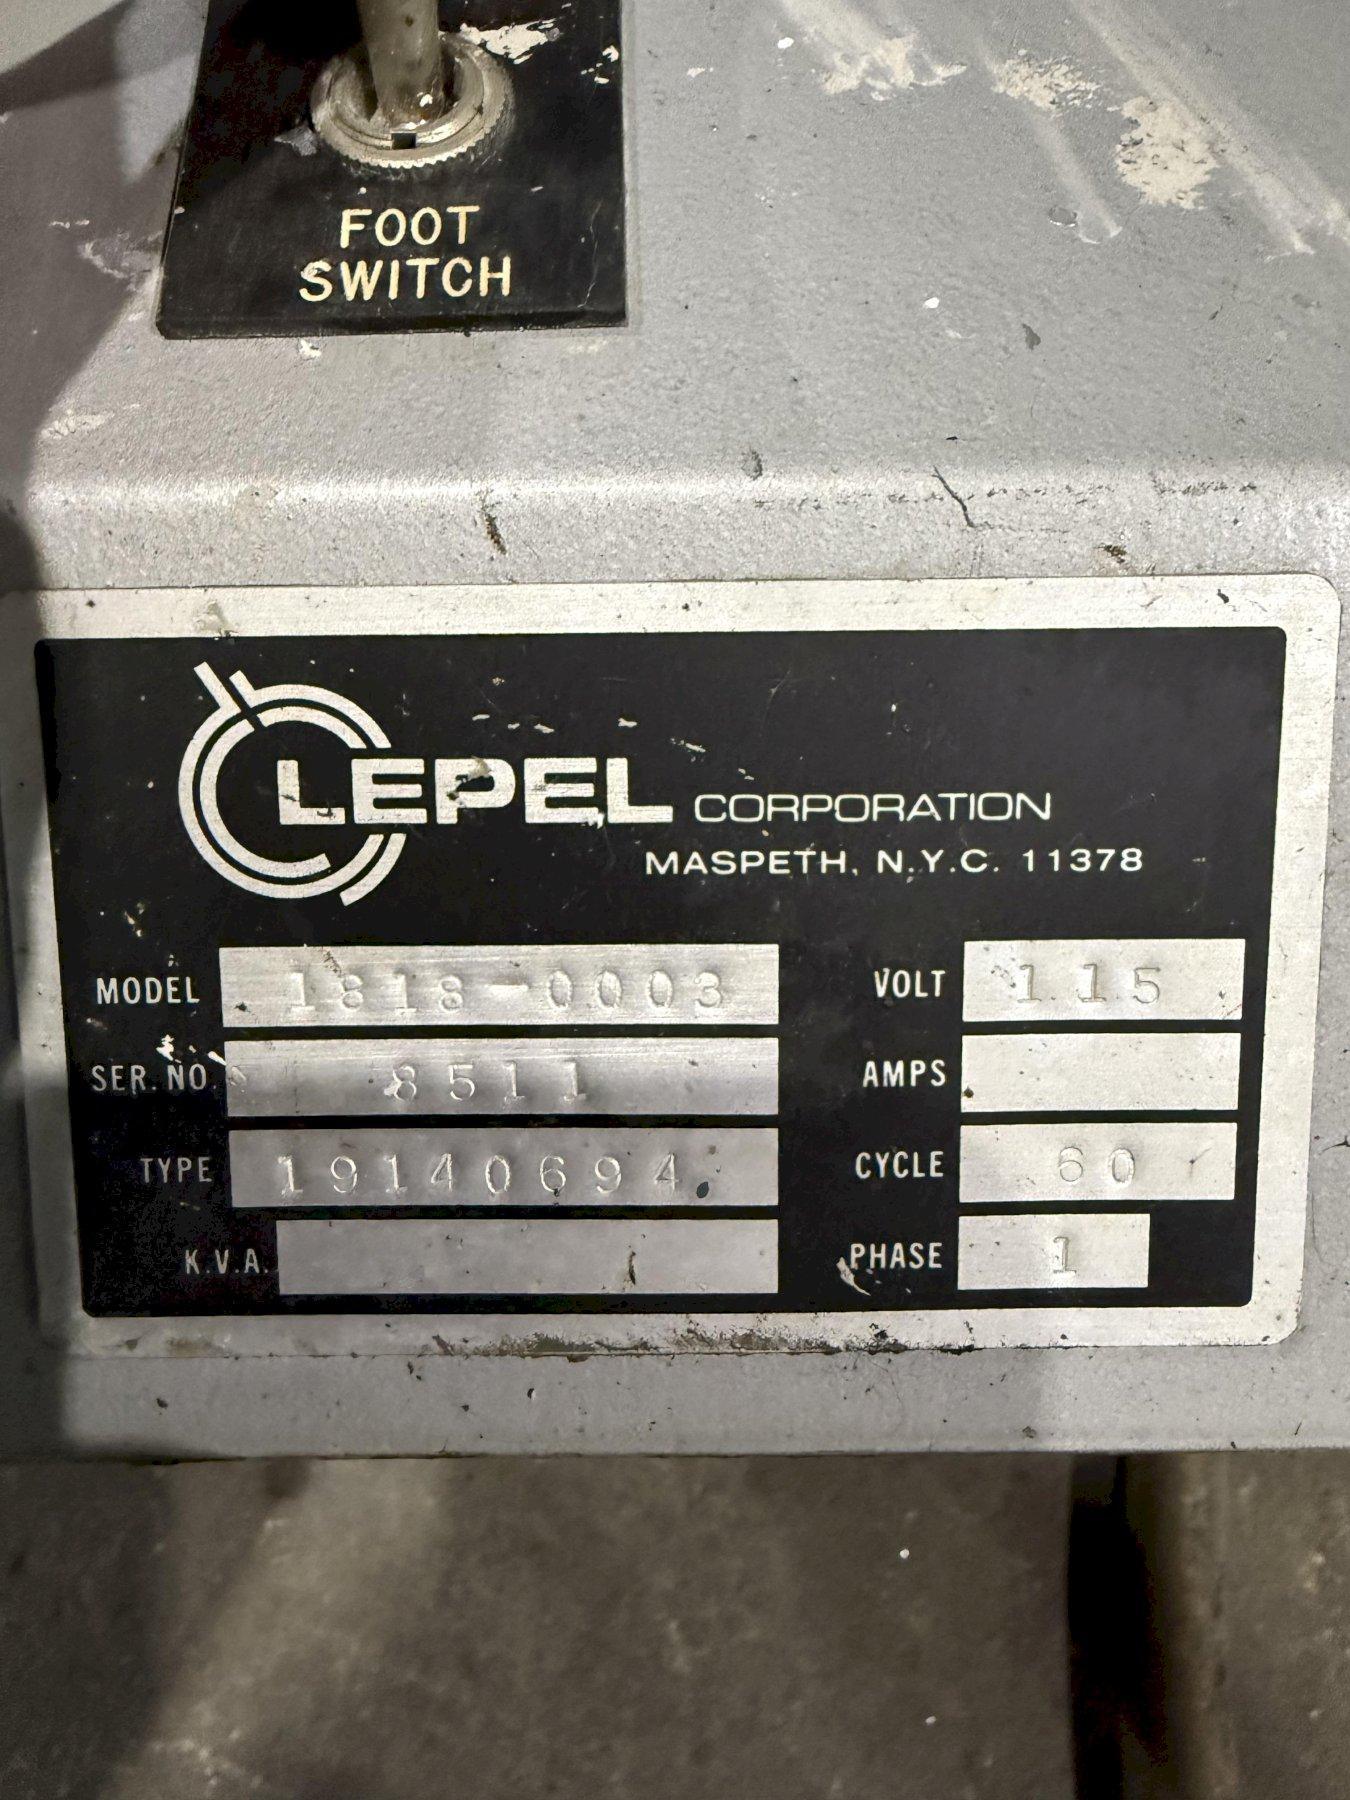 FOOT
SWITCH
LEPEL CORPORATION
MASPETH, N.Y.C. 11378
MODEL 1818-0003 VOLT 115
SER. NO. 8511 AMPS
TYPE 19140694 CYCLE 60
K.V.A. PHASE 1